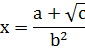 x = a + √c / b²